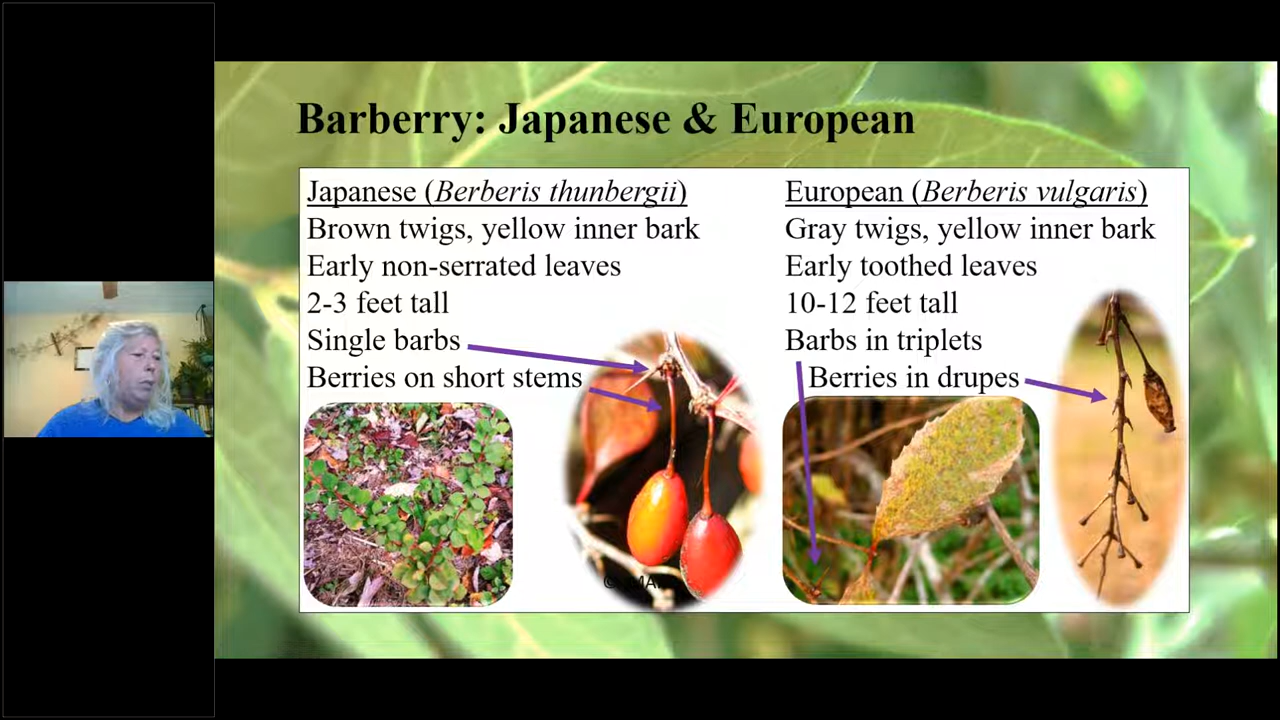 Barberry: Japanese & European
Japanese (Berberis thunbergii)
Brown twigs, yellow inner bark
Early non-serrated leaves
2-3 feet tall
Single barbs
Berries on short stems
European (Berberis vulgaris)
Gray twigs, yellow inner bark
Early toothed leaves
10-12 feet tall
Barbs in triplets
Berries in drupes